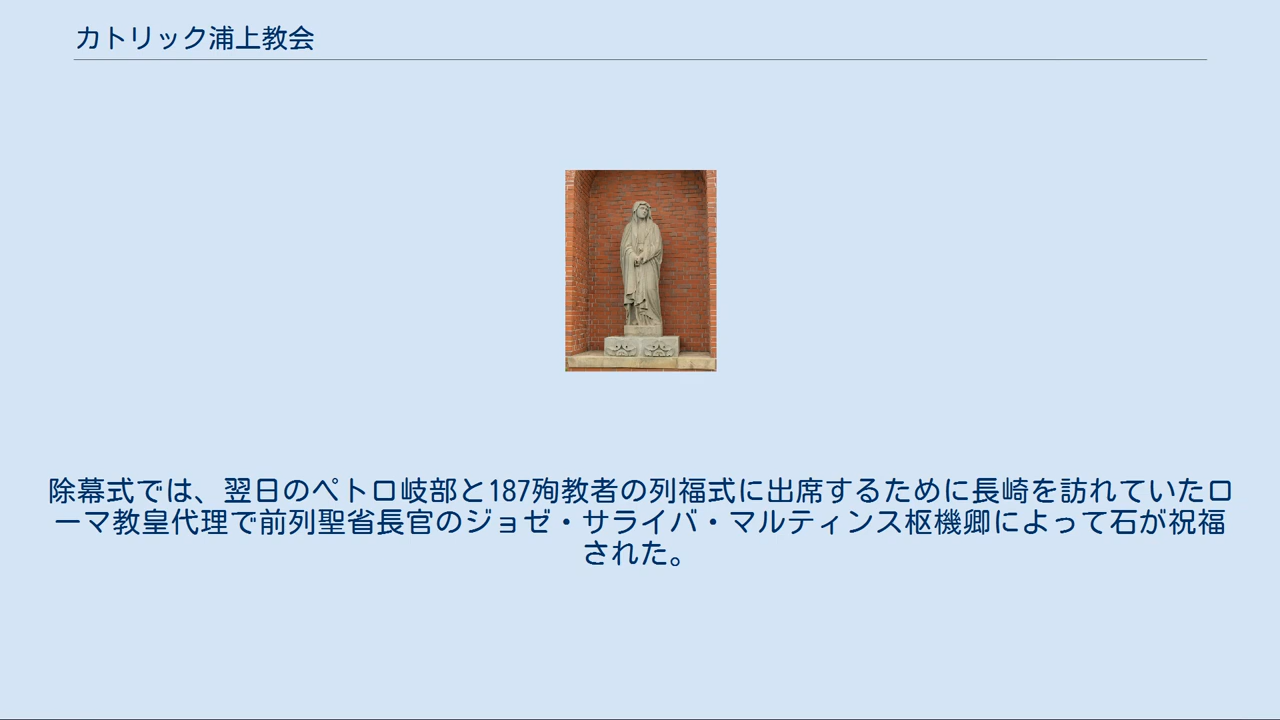 カトリック浦上教会
除幕式では、翌日のペトロ岐部と187殉教者の列福式に出席するために長崎を訪れていたロ
ーマ教皇代理で前列聖省長官のジョゼ・サライバ・マルティンス枢機卿によって石が祝福
された。